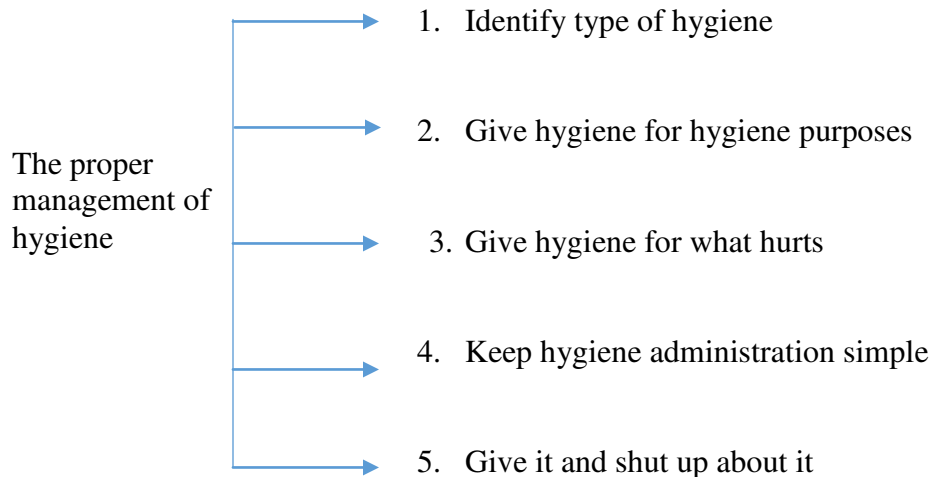 1. Identify type of hygiene
2. Give hygiene for hygiene purposes
The proper
management of
hygiene
3. Give hygiene for what hurts
4. Keep hygiene administration simple
5. Give it and shut up about it